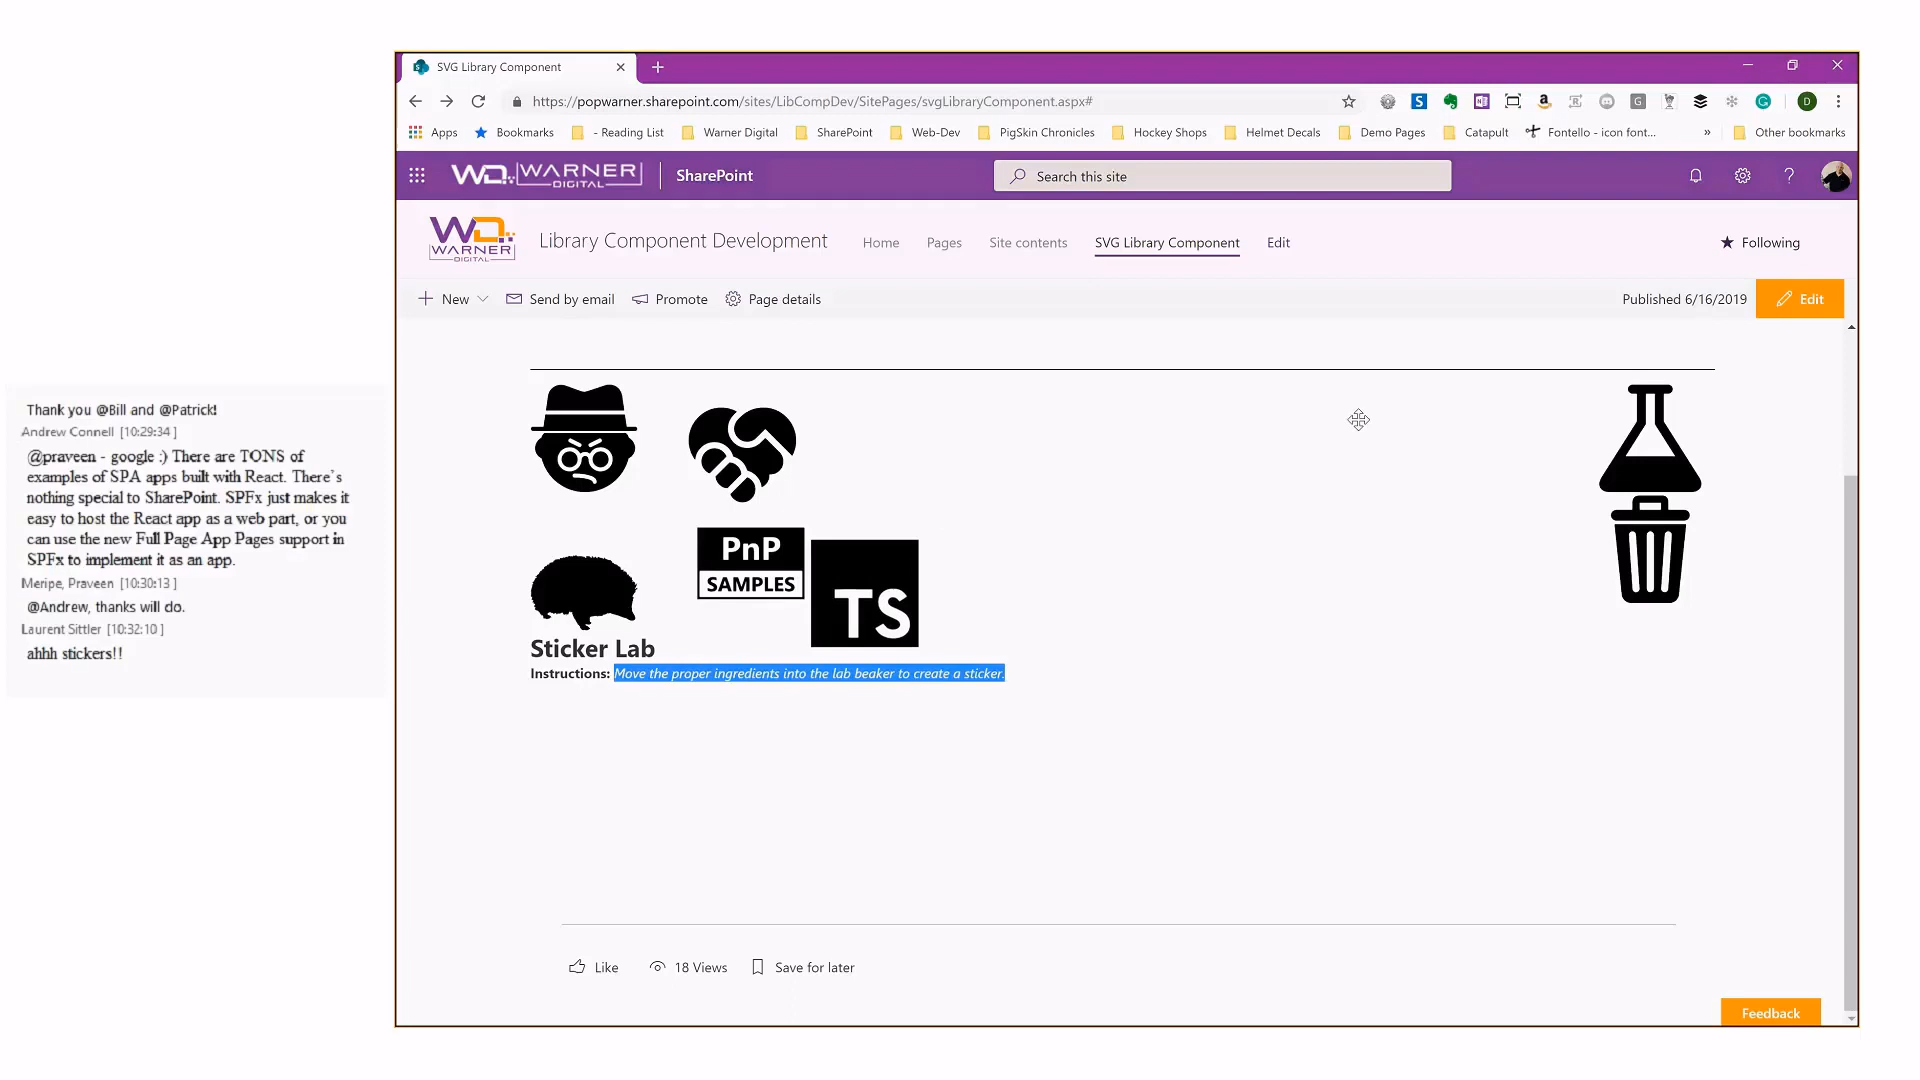 SVG Library Component
https://popwarner.sharepoint.com/sites/LibCompDev/SitePages/svgLibraryComponent.aspx#
Apps Bookmarks - Reading List Warner Digital SharePoint Web-Dev PigSkin Chronicles Hockey Shops Helmet Decals Demo Pages Catapult Fontello - icon font... » Other bookmarks
WD WARNER DIGITAL SharePoint Search this site
WD WARNER DIGITAL
Library Component Development Home Pages Site contents SVG Library Component Edit Following
New Send by email Promote Page details Published 6/16/2019 Edit
PnP
SAMPLES
TS
Sticker Lab
Instructions: Move the proper ingredients into the lab beaker to create a sticker.
Like 18 Views Save for later
Feedback
Thank you @Bill and @Patrick!
Andrew Connell [10:29:34 ]
@praveen - google :) There are TONS of
examples of SPA apps built with React. There's
nothing special to SharePoint. SPFx just makes it
easy to host the React app as a web part, or you
can use the new Full Page App Pages support in
SPFx to implement it as an app.
Meripe, Praveen [10:30:13 ]
@Andrew, thanks will do.
Laurent Sittler [10:32:10 ]
ahhh stickers!!